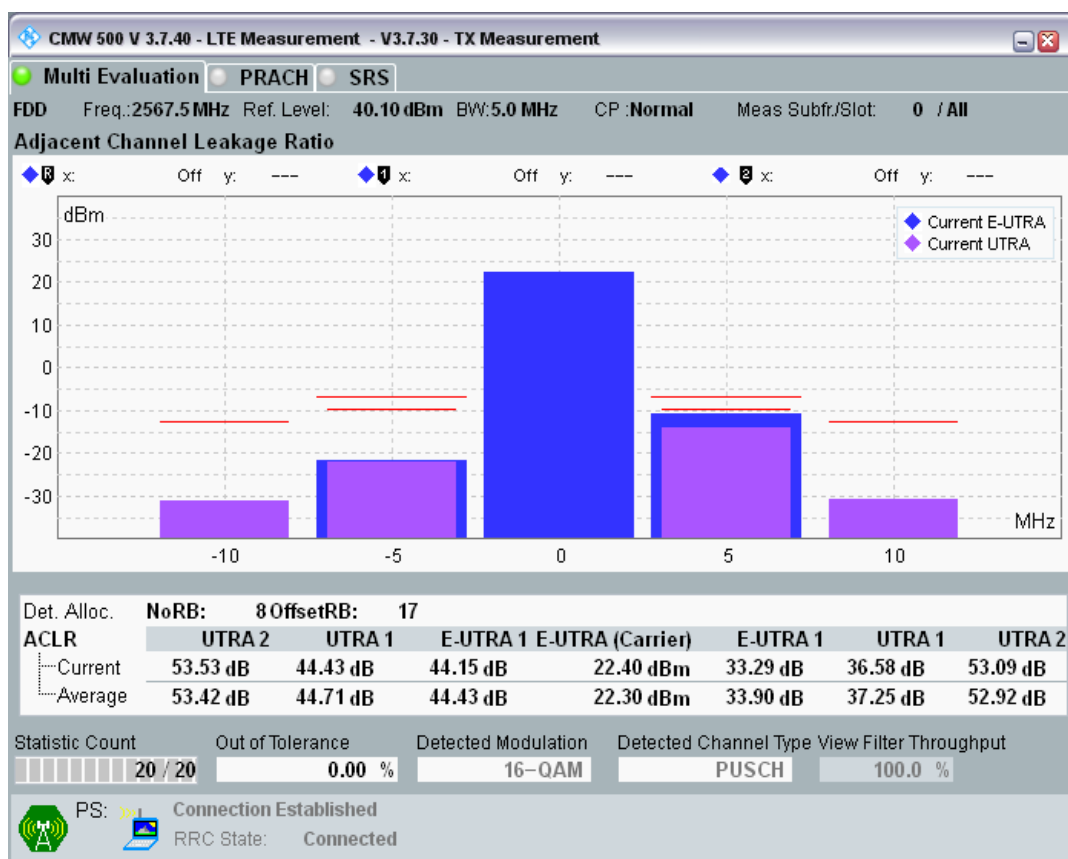 CMW 500 V 3.7.40 - LTE Measurement - V3.7.30 - TX Measurement
Multi Evaluation PRACH SRS
FDD Freq.:2567.5 MHz Ref. Level: 40.10 dBm BW:5.0 MHz CP :Normal Meas Subfr./Slot: 0 / All
Adjacent Channel Leakage Ratio
R x: Off y: --- 1 x: Off y: --- 2 x: Off y: ---
dBm
Current E-UTRA
Current UTRA
30
20
10
0
-10
-20
-30
MHz
-10 -5 0 5 10
Det. Alloc. NoRB: 8 OffsetRB: 17
ACLR UTRA 2 UTRA 1 E-UTRA 1 E-UTRA (Carrier) E-UTRA 1 UTRA 1 UTRA 2
Current 53.53 dB 44.43 dB 44.15 dB 22.40 dBm 33.29 dB 36.58 dB 53.09 dB
Average 53.42 dB 44.71 dB 44.43 dB 22.30 dBm 33.90 dB 37.25 dB 52.92 dB
Statistic Count Out of Tolerance Detected Modulation Detected Channel Type View Filter Throughput
20 / 20 0.00 % 16-QAM PUSCH 100.0 %
PS: Connection Established
RRC State: Connected